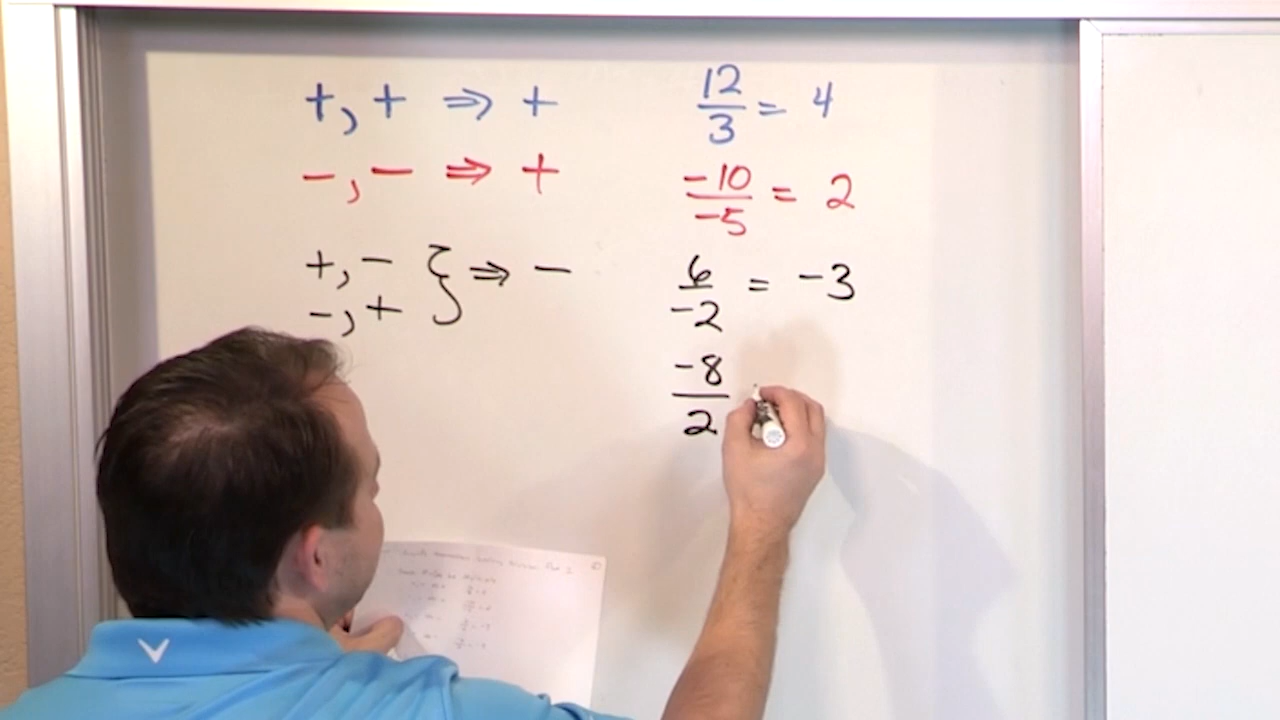 +, + ⇒ + 12/3 = 4
-, - ⇒ + -10/-5 = 2
+, - } ⇒ - 6/-2 = -3
-, +
-8/2